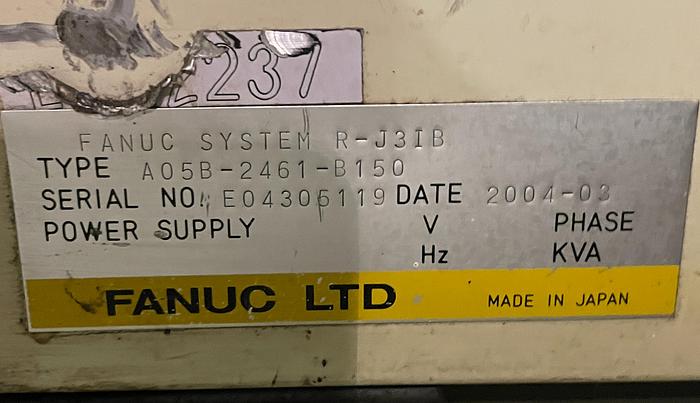 237
FANUC SYSTEM R-J3IB
TYPE A05B-2461-B150
SERIAL NO. E04305119 DATE 2004-03
POWER SUPPLY V PHASE
Hz KVA
FANUC LTD MADE IN JAPAN